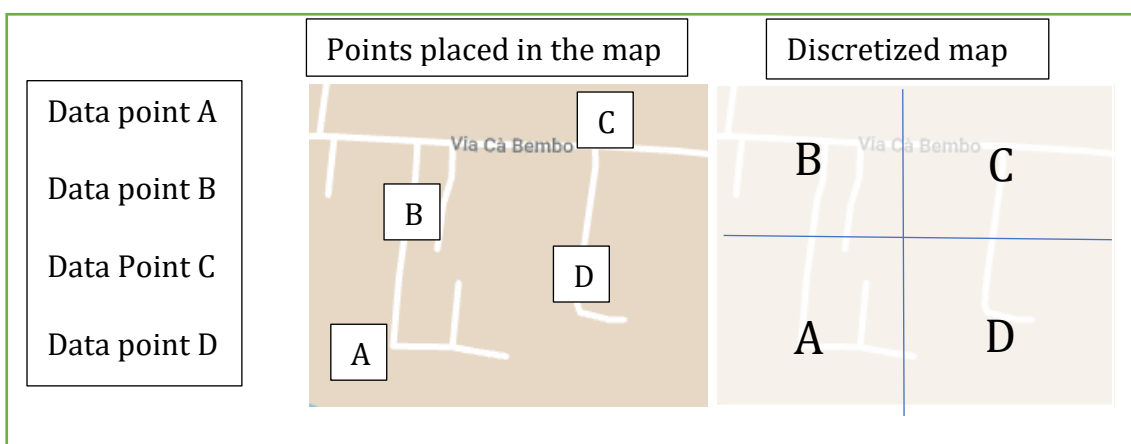 Points placed in the map
Discretized map
Data point A
Data point B
Data Point C
Data point D
C
Via Cà Bembo
B
D
A
B
Via Cà Bembo
C
A
D